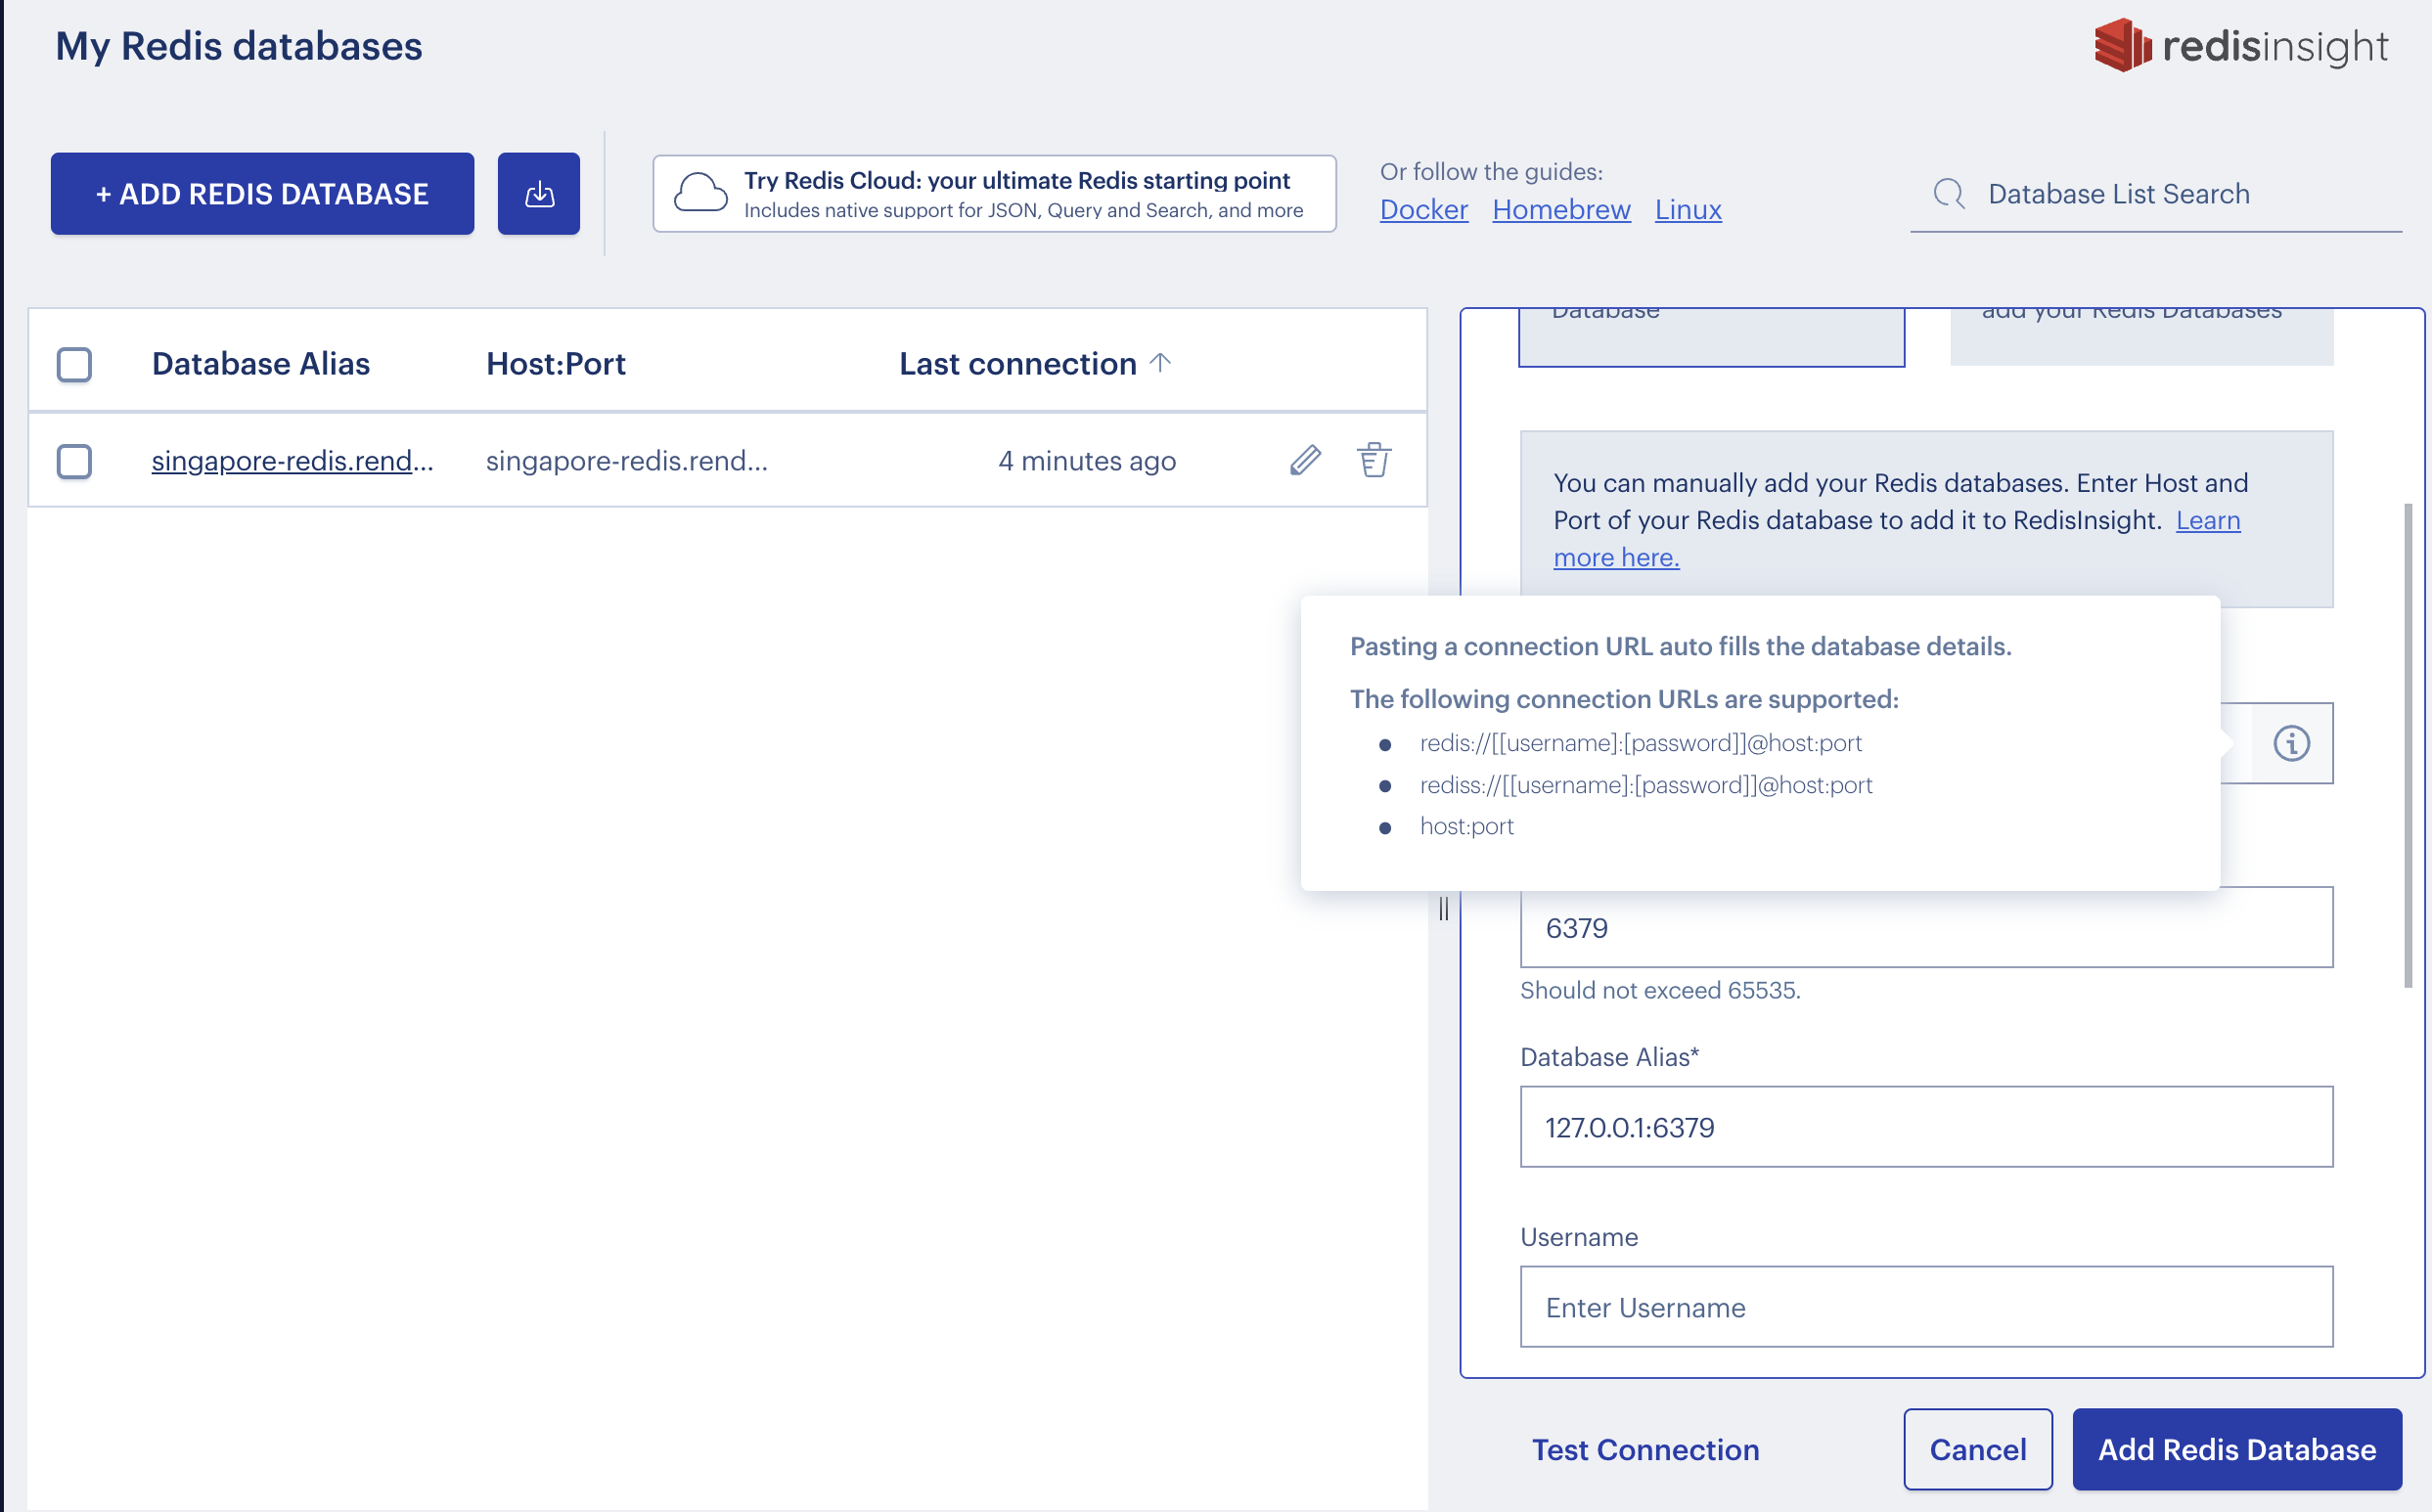 My Redis databases
redisinsight
+ ADD REDIS DATABASE
Try Redis Cloud: your ultimate Redis starting point
Includes native support for JSON, Query and Search, and more
Or follow the guides:
Docker Homebrew Linux
Database List Search
Database Alias Host:Port Last connection
singapore-redis.rend... singapore-redis.rend... 4 minutes ago
Database
add your Redis Databases
You can manually add your Redis databases. Enter Host and
Port of your Redis database to add it to RedisInsight. Learn
more here.
Pasting a connection URL auto fills the database details.
The following connection URLs are supported:
redis://[[username]:[password]]@host:port
rediss://[[username]:[password]]@host:port
host:port
6379
Should not exceed 65535.
Database Alias*
127.0.0.1:6379
Username
Enter Username
Test Connection Cancel Add Redis Database